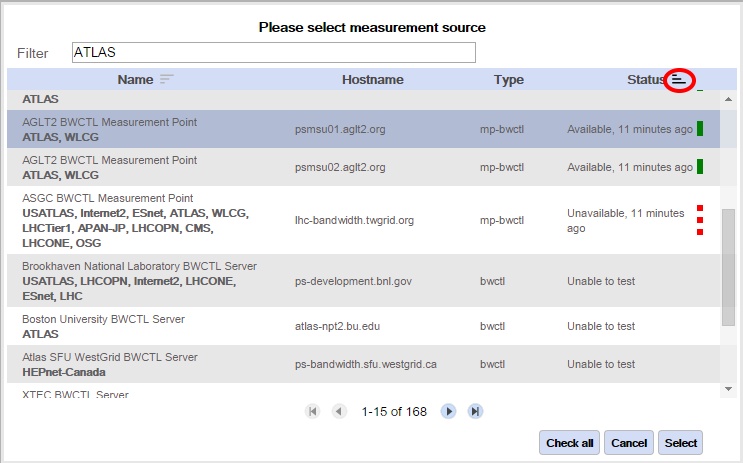 Please select measurement source
Filter ATLAS
Name Hostname Type Status
ATLAS
AGLT2 BWCTL Measurement Point
ATLAS, WLCG
psmsu01.aglt2.org mp-bwctl Available, 11 minutes ago
AGLT2 BWCTL Measurement Point
ATLAS, WLCG
psmsu02.aglt2.org mp-bwctl Available, 11 minutes ago
ASGC BWCTL Measurement Point
USATLAS, Internet2, ESnet, ATLAS, WLCG,
LHCTier1, APAN-JP, LHCOPN, CMS,
LHCONE, OSG
lhc-bandwidth.twgrid.org mp-bwctl Unavailable, 11 minutes
ago
Brookhaven National Laboratory BWCTL Server
USATLAS, LHCOPN, Internet2, LHCONE,
ESnet, LHC
ps-development.bnl.gov bwctl Unable to test
Boston University BWCTL Server
ATLAS
atlas-npt2.bu.edu bwctl Unable to test
Atlas SFU WestGrid BWCTL Server
HEPnet-Canada
ps-bandwidth.sfu.westgrid.ca bwctl Unable to test
XTEC BWCTL Server
1-15 of 168
Check all Cancel Select